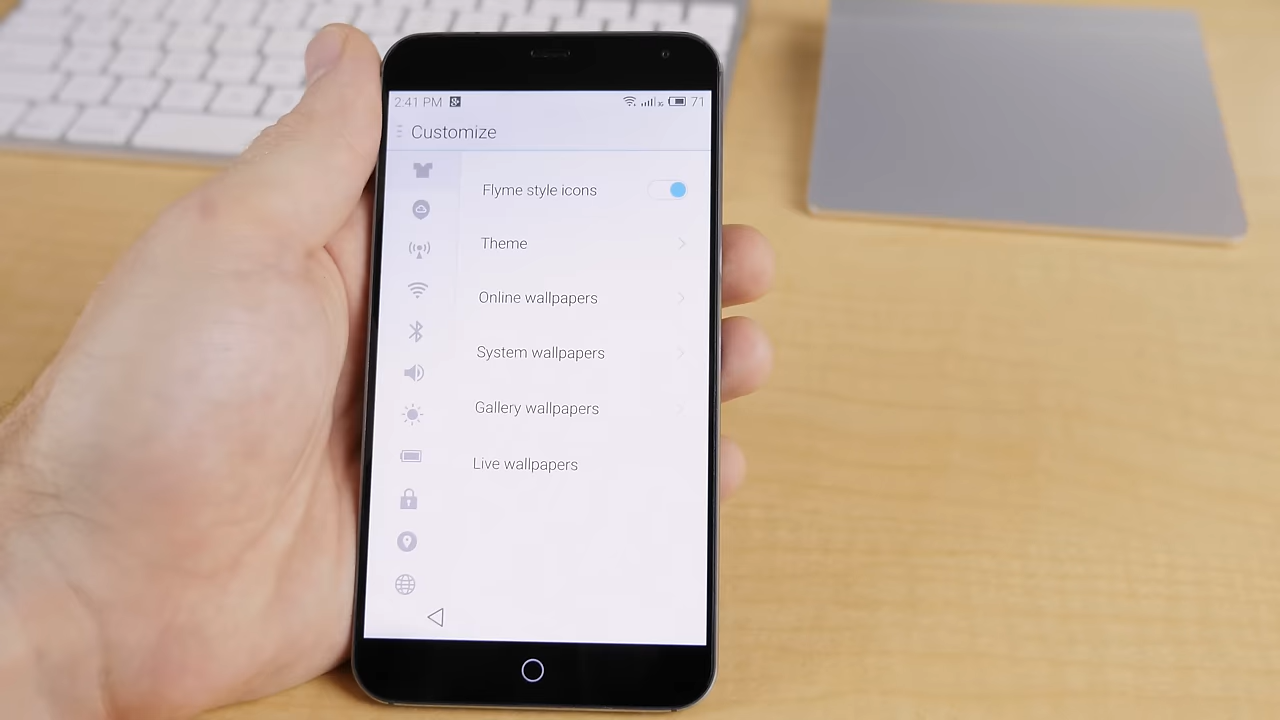 2:41 PM 71
Customize
Flyme style icons
Theme
Online wallpapers
System wallpapers
Gallery wallpapers
Live wallpapers